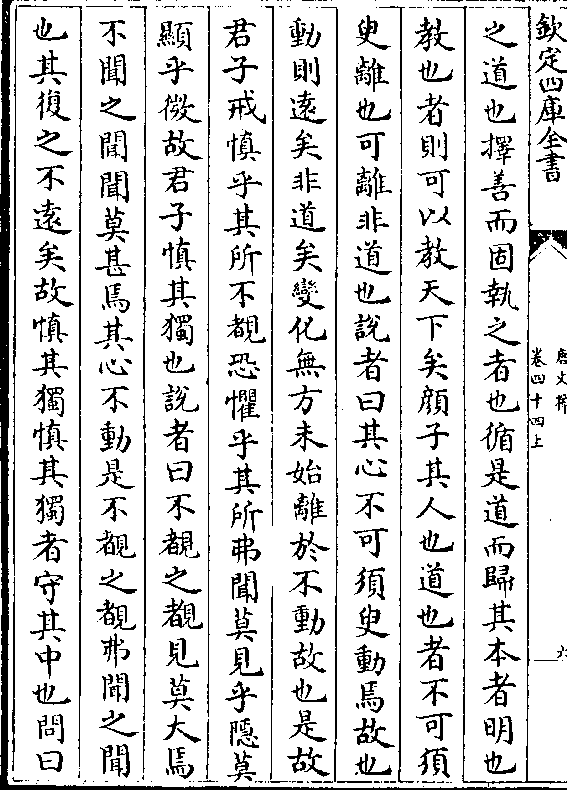 欽定四庫全書
唐文粹
卷四十四上
六
之道也擇善而固執之者也循是道而歸其本者明也
教也者則可以教天下矣顔子其人也道也者不可須
臾離也可離非道也說者曰其心不可須臾動焉故也
動則逺矣非道矣變化無方未始離於不動故也是故
君子戒慎乎其所不覩恐懼乎其所弗聞莫見乎隱莫
顯乎微故君子慎其獨也說者曰不覩之覩見莫大焉
不聞之聞聞莫甚焉其心不動是不覩之覩弗聞之聞
也其復之不逺矣故慎其獨慎其獨者守其中也問曰